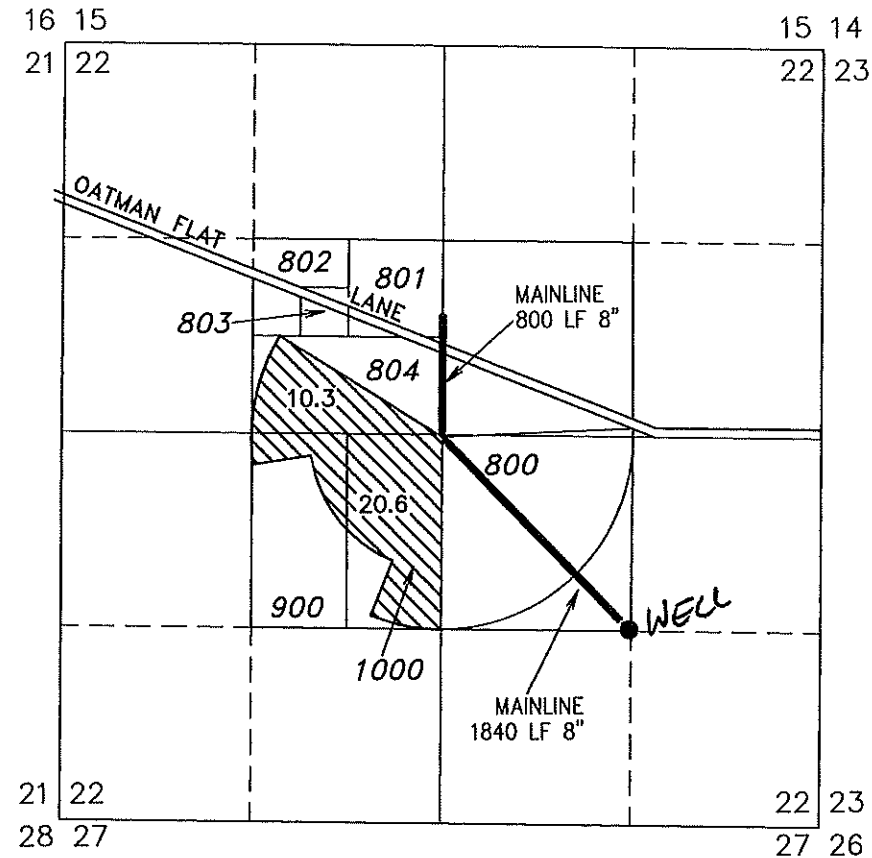 16 15
15 14
21 22
22 23
OATMAN FLAT
LANE
802
801
803
MAINLINE
800 LF 8"
804
10.3
800
20.6
900
WELL
1000
MAINLINE
1840 LF 8"
21 22
22 23
28 27
27 26